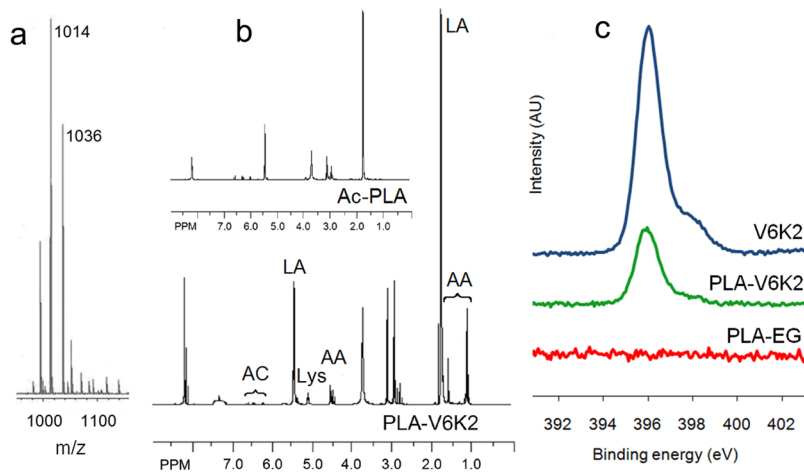 a
1014
1036
1000 1100
m/z
b
LA
Ac-PLA
PPM 7.0 6.0 5.0 4.0 3.0 2.0 1.0
LA
AA
AC
Lys
AA
PLA-V6K2
PPM 7.0 6.0 5.0 4.0 3.0 2.0 1.0
c
Intensity (AU)
V6K2
PLA-V6K2
PLA-EG
392 394 396 398 400 402
Binding energy (eV)